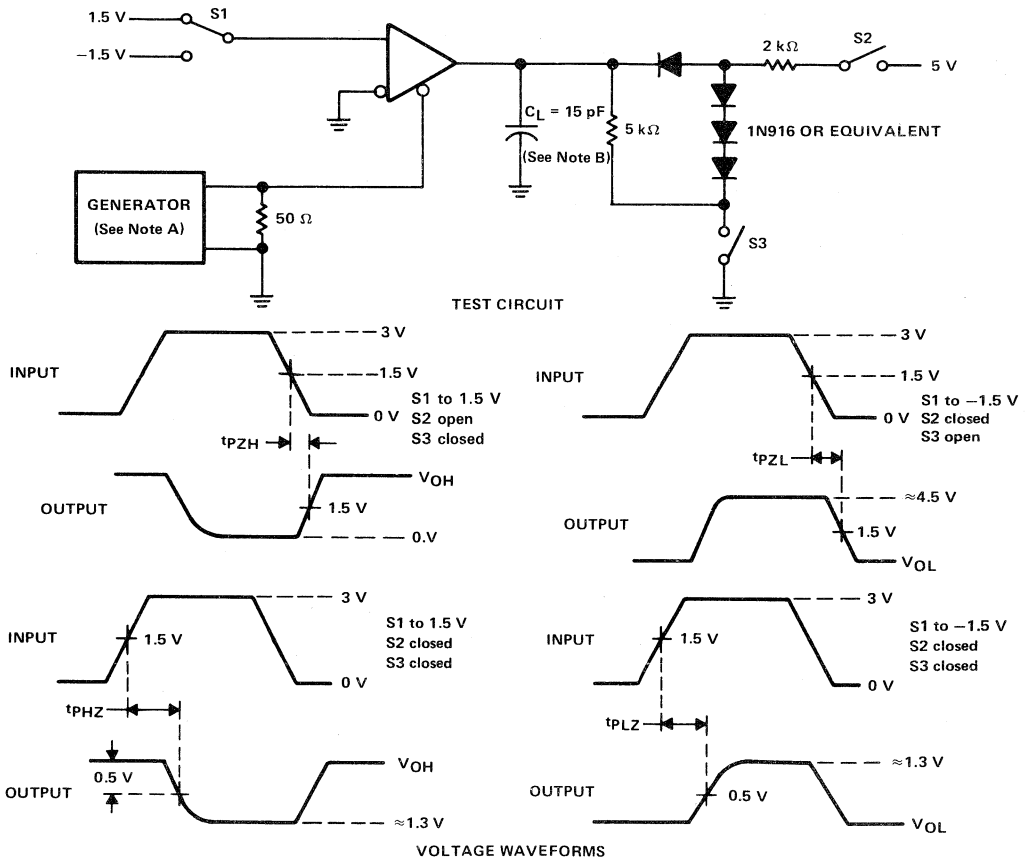 1.5 V
S1
−1.5 V
S2
2 kΩ
5 V
CL = 15 pF
(See Note B)
5 kΩ
1N916 OR EQUIVALENT
GENERATOR
(See Note A)
50 Ω
S3
TEST CIRCUIT
INPUT
3 V
1.5 V
0 V
S1 to 1.5 V
S2 open
S3 closed
tPZH
OUTPUT
VOH
1.5 V
0.V
INPUT
3 V
1.5 V
0 V
S1 to −1.5 V
S2 closed
S3 open
tPZL
OUTPUT
≈4.5 V
1.5 V
VOL
INPUT
3 V
1.5 V
0 V
S1 to 1.5 V
S2 closed
S3 closed
tPHZ
OUTPUT
0.5 V
VOH
≈1.3 V
INPUT
3 V
1.5 V
0 V
S1 to −1.5 V
S2 closed
S3 closed
tPLZ
OUTPUT
≈1.3 V
0.5 V
VOL
VOLTAGE WAVEFORMS